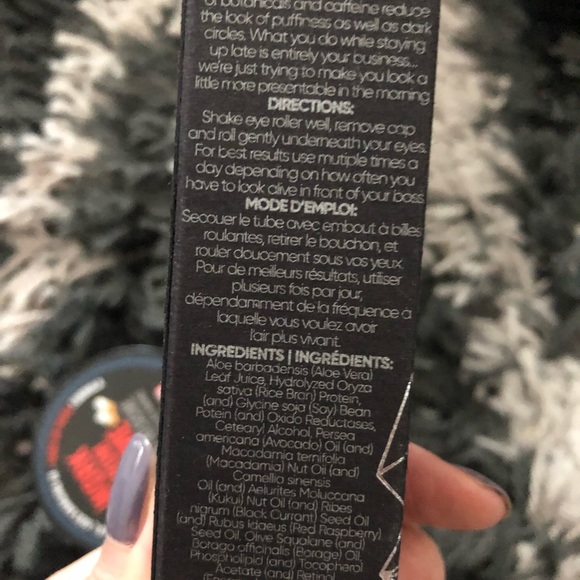 of botanicals and caffeine reduce
the look of puffiness as well as dark
circles. What you do while staying
up late is entirely your business...
we're just trying to make you look a
little more presentable in the morning
DIRECTIONS:
Shake eye roller well, remove cap
and roll gently underneath your eyes.
For best results use mutiple times a
day depending on how often you
have to look alive in front of your boss.
MODE D'EMPLOI:
Secouer le tube avec embout à billes
roulantes, retirer le bouchon, et
rouler doucement sous vos yeux.
Pour de meilleurs résultats, utiliser
plusieurs fois par jour,
dépendamment de la fréquence a
laquelle vous voulez avoir
l'air plus vivant.
INGREDIENTS | INGRÉDIENTS:
Aloe barbadensis (Aloe Vera)
Leaf Juice, Hydrolyzed Oryza
sativa (Rice Bran) Protein,
(and) Glycine soja (Soy) Bean
Potein (and) Oxido Reductases,
Cetearyl Alcohol, Persea
americana (Avocado) Oil (and)
Macadamia ternifolia
(Macadamia) Nut Oil (and)
Camellia sinensis
Oil (and) Aelurites Moluccana
(Kukui) Nut Oil (and) Ribes
nigrum (Black Currant) Seed Oil
(and) Rubus idaeus (Red Raspberry)
Seed Oil, Olive Squalane (and)
Borago officinalis (Borage) Oil,
Phospholipid (and) Tocopherol
Acetate (and) Retinol